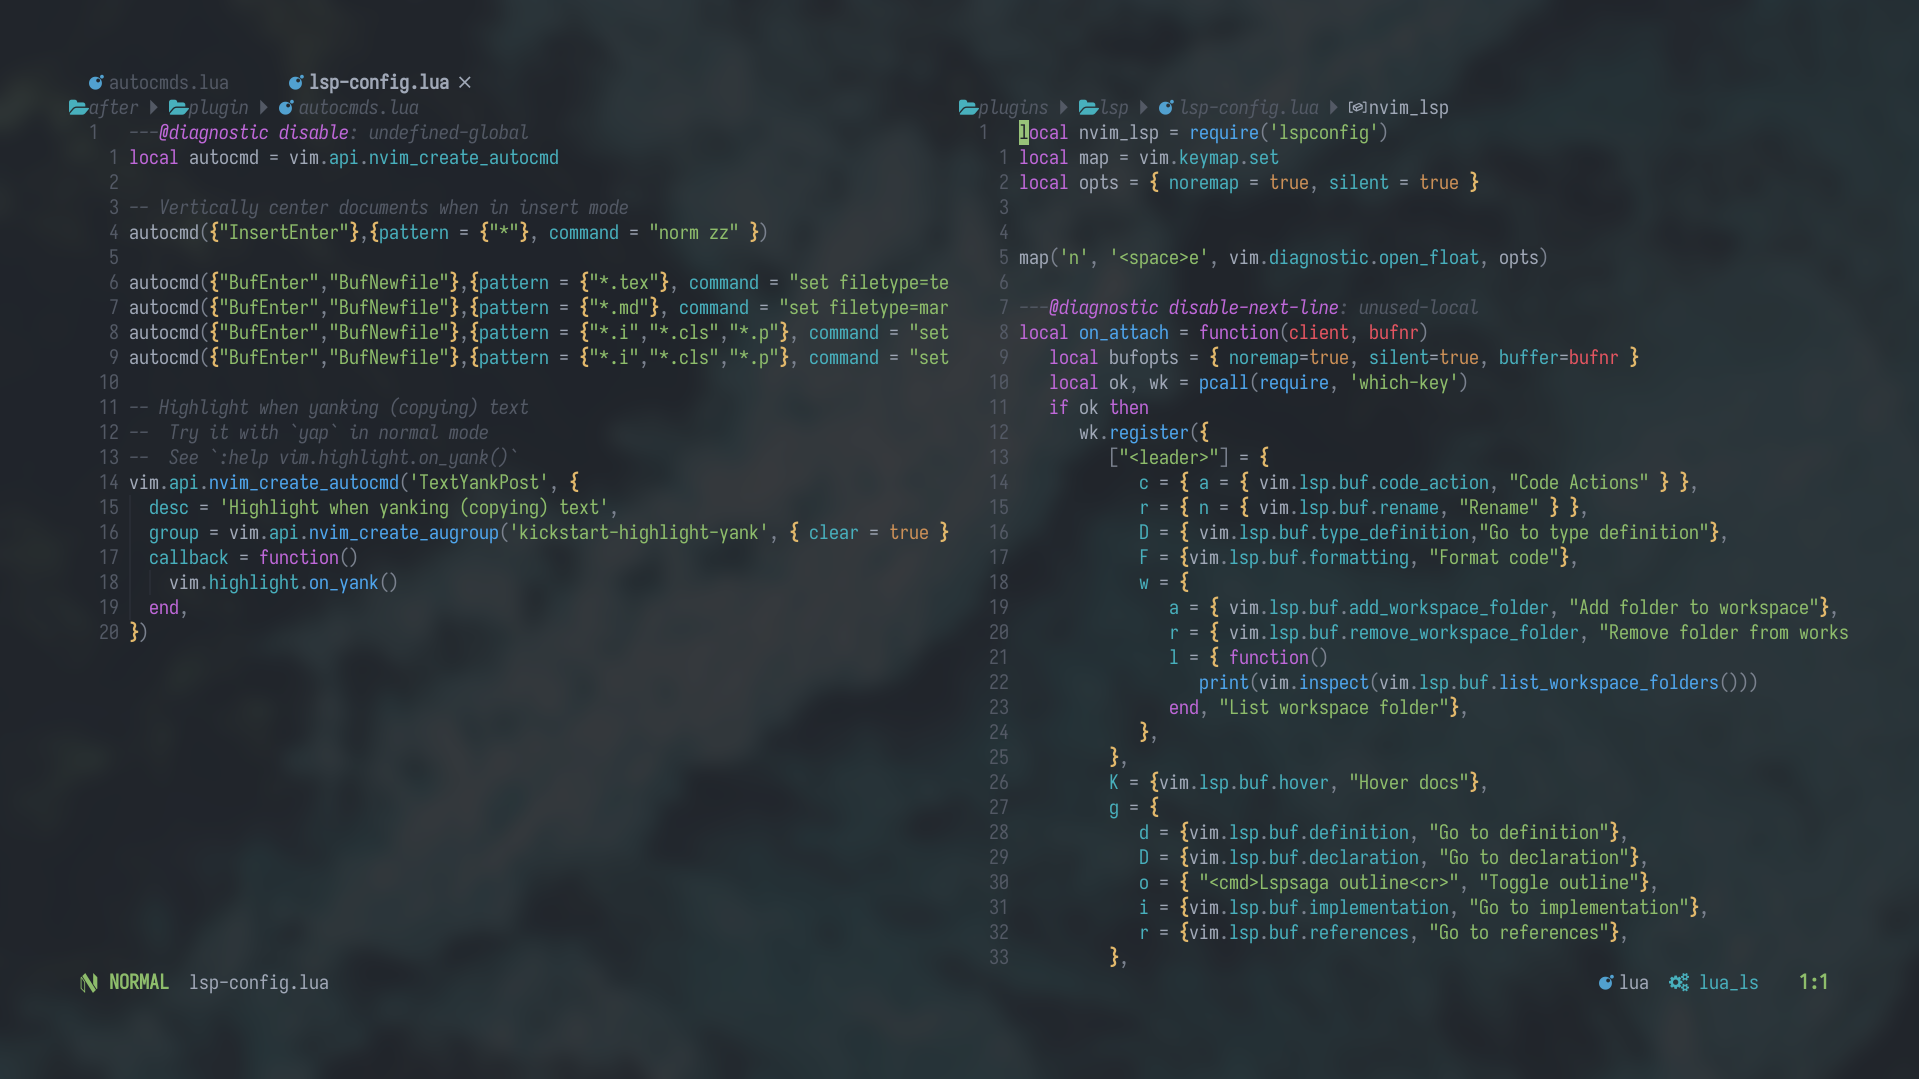 autocmds.lua lsp-config.lua ×
after plugin autocmds.lua
1 ---@diagnostic disable: undefined-global
1 local autocmd = vim.api.nvim_create_autocmd
2
3 -- Vertically center documents when in insert mode
4 autocmd({"InsertEnter"},{pattern = {"*"}, command = "norm zz" })
5
6 autocmd({"BufEnter","BufNewfile"},{pattern = {"*.tex"}, command = "set filetype=te
7 autocmd({"BufEnter","BufNewfile"},{pattern = {"*.md"}, command = "set filetype=mar
8 autocmd({"BufEnter","BufNewfile"},{pattern = {"*.i","*.cls","*.p"}, command = "set
9 autocmd({"BufEnter","BufNewfile"},{pattern = {"*.i","*.cls","*.p"}, command = "set
10
11 -- Highlight when yanking (copying) text
12 --  Try it with `yap` in normal mode
13 --  See `:help vim.highlight.on_yank()`
14 vim.api.nvim_create_autocmd('TextYankPost', {
15   desc = 'Highlight when yanking (copying) text',
16   group = vim.api.nvim_create_augroup('kickstart-highlight-yank', { clear = true }
17   callback = function()
18     vim.highlight.on_yank()
19   end,
20 })
plugins lsp lsp-config.lua nvim_lsp
1 local nvim_lsp = require('lspconfig')
1 local map = vim.keymap.set
2 local opts = { noremap = true, silent = true }
3
4
5 map('n', '<space>e', vim.diagnostic.open_float, opts)
6
7 ---@diagnostic disable-next-line: unused-local
8 local on_attach = function(client, bufnr)
9    local bufopts = { noremap=true, silent=true, buffer=bufnr }
10    local ok, wk = pcall(require, 'which-key')
11    if ok then
12       wk.register({
13          ["<leader>"] = {
14             c = { a = { vim.lsp.buf.code_action, "Code Actions" } },
15             r = { n = { vim.lsp.buf.rename, "Rename" } },
16             D = { vim.lsp.buf.type_definition,"Go to type definition"},
17             F = {vim.lsp.buf.formatting, "Format code"},
18             w = {
19                a = { vim.lsp.buf.add_workspace_folder, "Add folder to workspace"},
20                r = { vim.lsp.buf.remove_workspace_folder, "Remove folder from works
21                l = { function()
22                   print(vim.inspect(vim.lsp.buf.list_workspace_folders()))
23                end, "List workspace folder"},
24             },
25          },
26          K = {vim.lsp.buf.hover, "Hover docs"},
27          g = {
28             d = {vim.lsp.buf.definition, "Go to definition"},
29             D = {vim.lsp.buf.declaration, "Go to declaration"},
30             o = { "<cmd>Lspsaga outline<cr>", "Toggle outline"},
31             i = {vim.lsp.buf.implementation, "Go to implementation"},
32             r = {vim.lsp.buf.references, "Go to references"},
33          },
NORMAL lsp-config.lua lua lua_ls 1:1